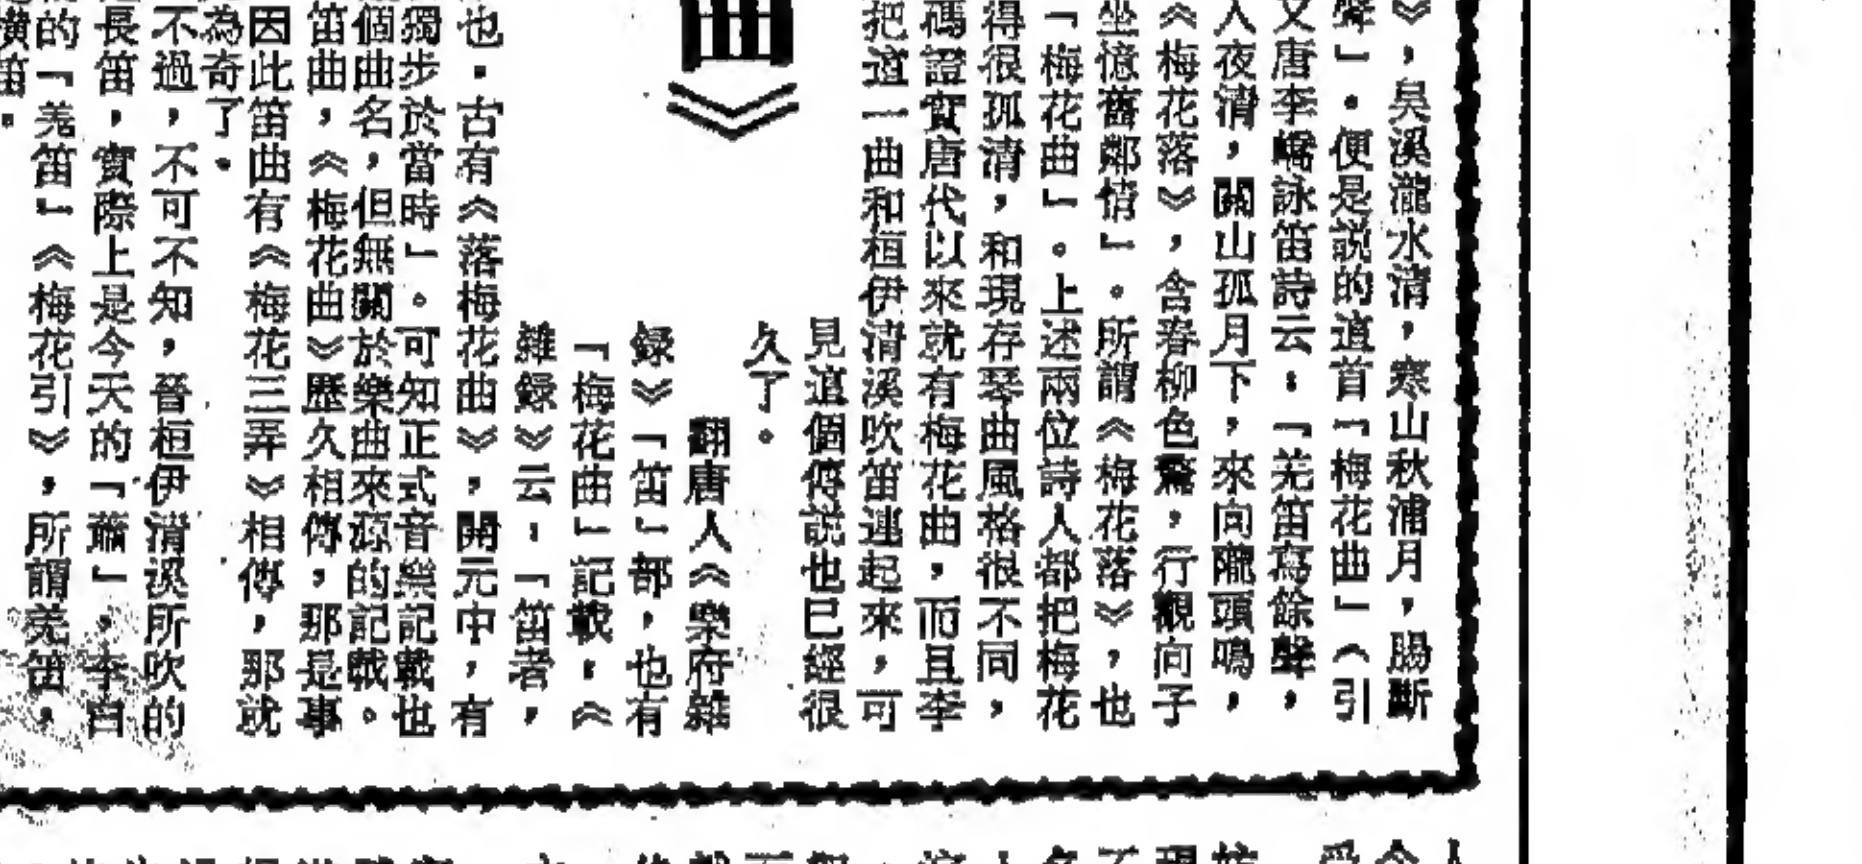 》，吳溪瀧水清，寒山秋浦月，腸斷
聲」．便是説的這首「梅花曲」（引
又唐李嶠詠笛詩云：「羌笛寫餘聲，
入夜清，關山孤月下，來向隴頭鳴，
《梅花落》，含春柳色驚，行觀向子
坐憶舊鄰情」。所謂《梅花落》，也
「梅花曲」。上述兩位詩人都把梅花
得很孤清，和現存琴曲風格很不同，
碼證實唐代以來就有梅花曲，而且李
把這一曲和桓伊清溪吹笛連起來，可
見這個傳説也已經很
久了。
曲》
翻唐人《樂府雜
録》「笛」部，也有
「梅花曲」記載，《
雜録》云，「笛者，
也．古有《落梅花曲》，開元中，有
獨步於當時」。可知正式音樂記載也
個曲名，但無關於樂曲來源的記載。
笛曲，《梅花曲》歷久相傳，那是事
因此笛曲有《梅花三弄》相傳，那就
為奇了。
不過，不可不知，晉桓伊清溪所吹的
長笛，實際上是今天的「簫」，李白
的「羌笛」《梅花引》，所謂羌笛，
橫笛．